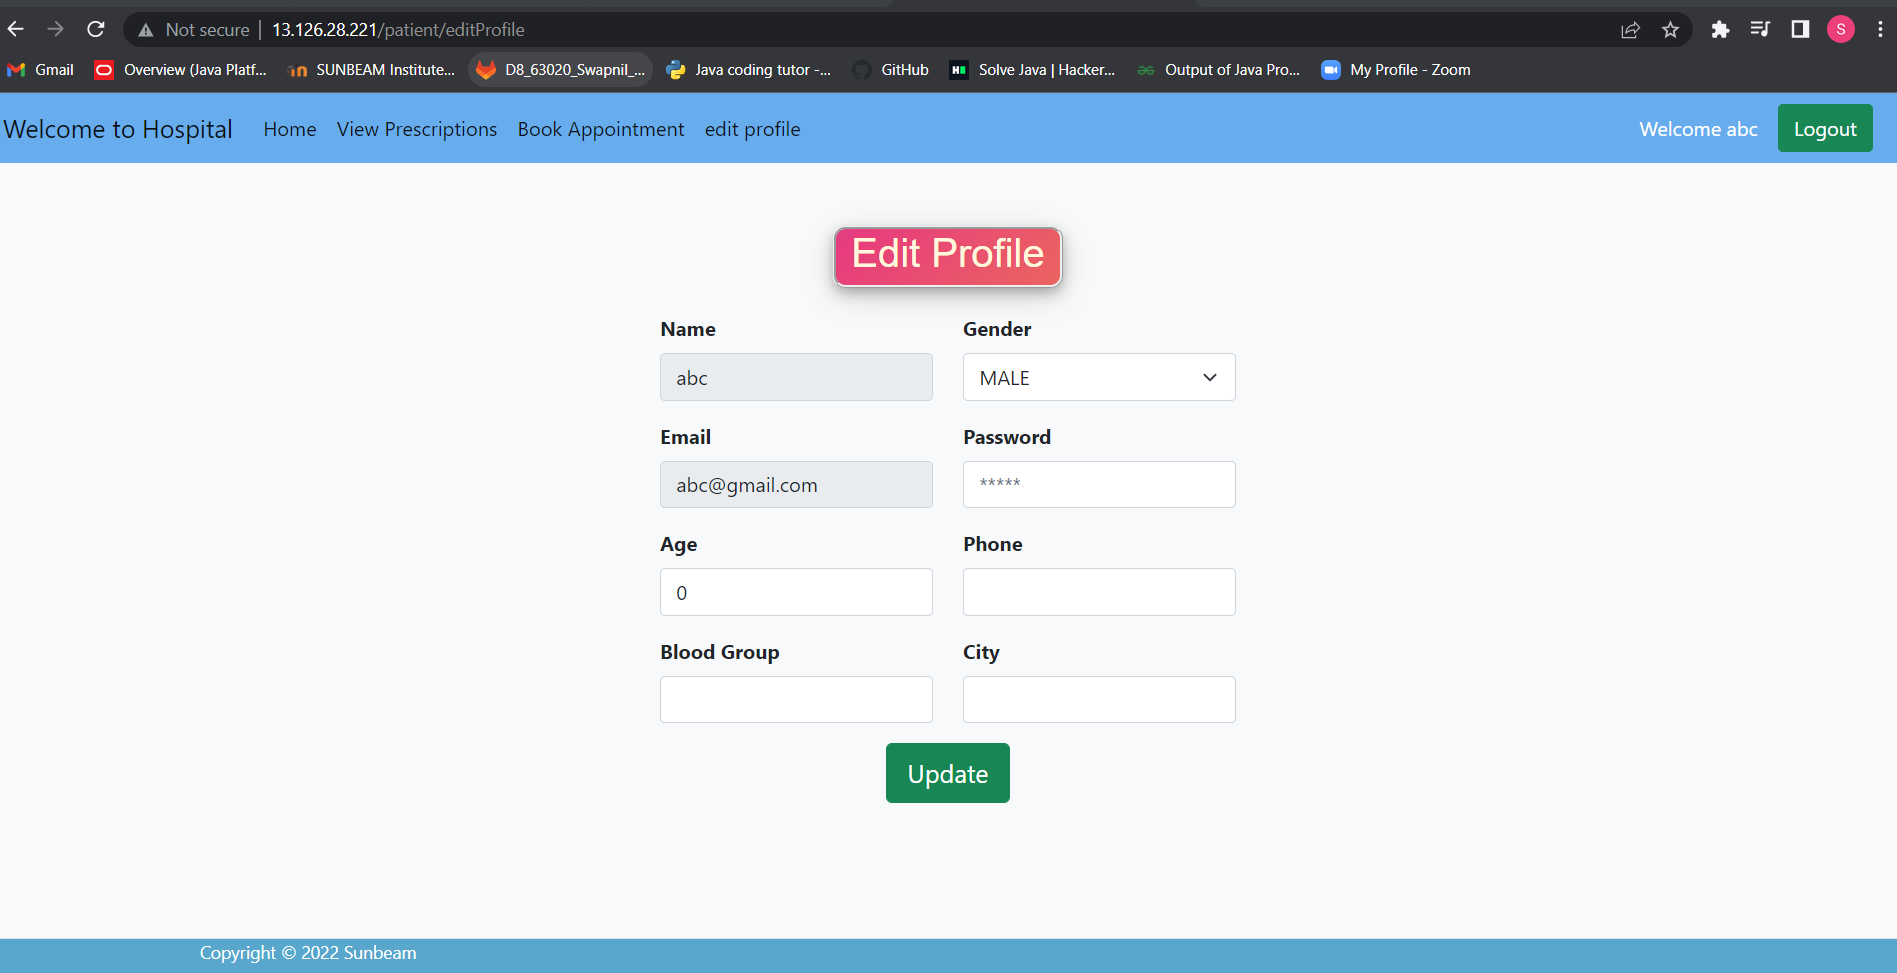 Not secure | 13.126.28.221/patient/editProfile
S
Gmail Overview (Java Platf... SUNBEAM Institute... D8_63020_Swapnil_... Java coding tutor -... GitHub Solve Java | Hacker... Output of Java Pro... My Profile - Zoom
Welcome to Hospital Home View Prescriptions Book Appointment edit profile Welcome abc Logout
Edit Profile
Name Gender
abc MALE
Email Password
abc@gmail.com *****
Age Phone
0
Blood Group City
Update
Copyright © 2022 Sunbeam